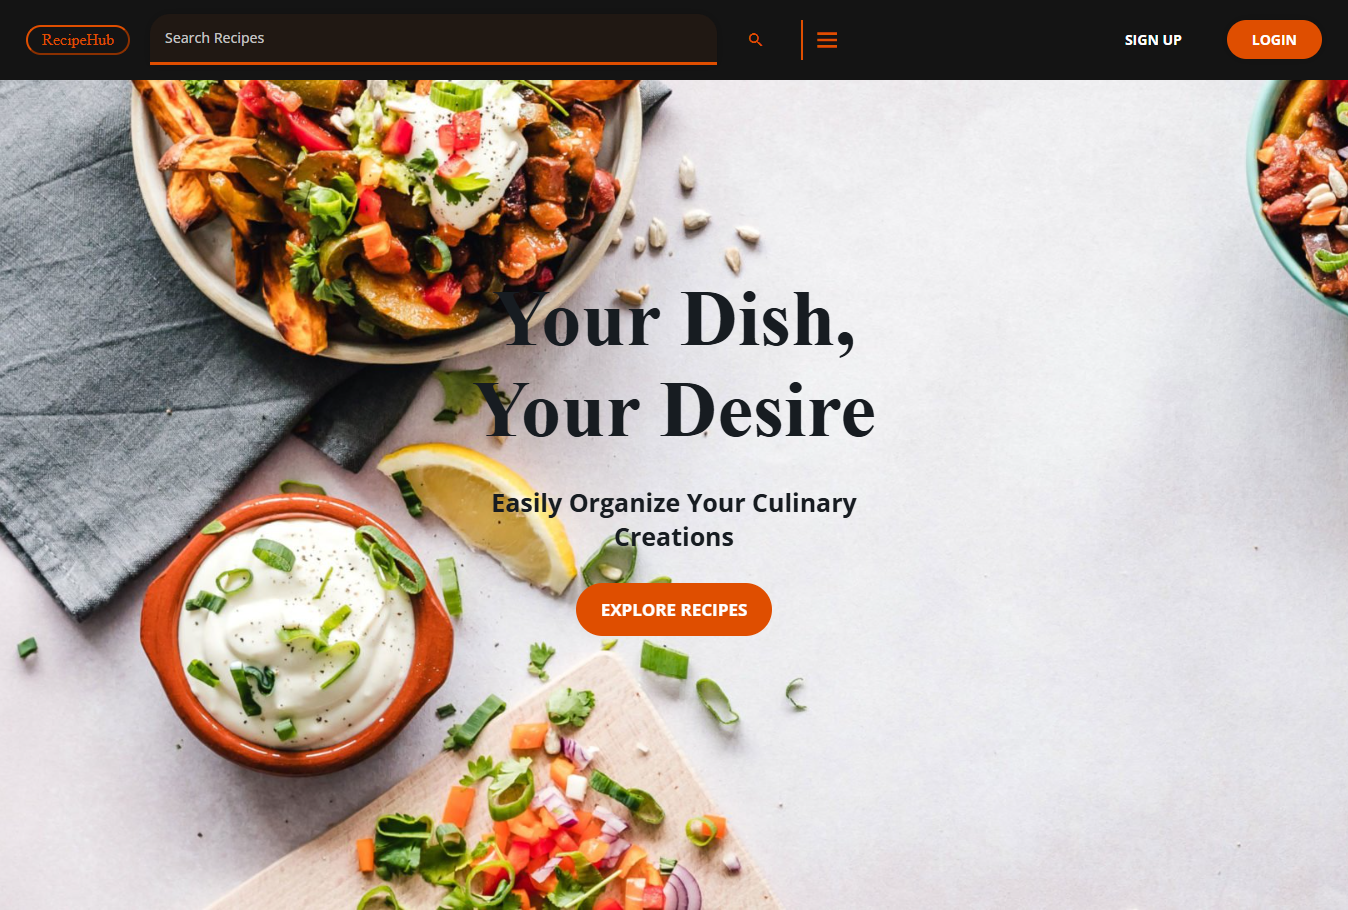 RecipeHub
Search Recipes
SIGN UP
LOGIN
Your Dish,
Your Desire
Easily Organize Your Culinary
Creations
EXPLORE RECIPES